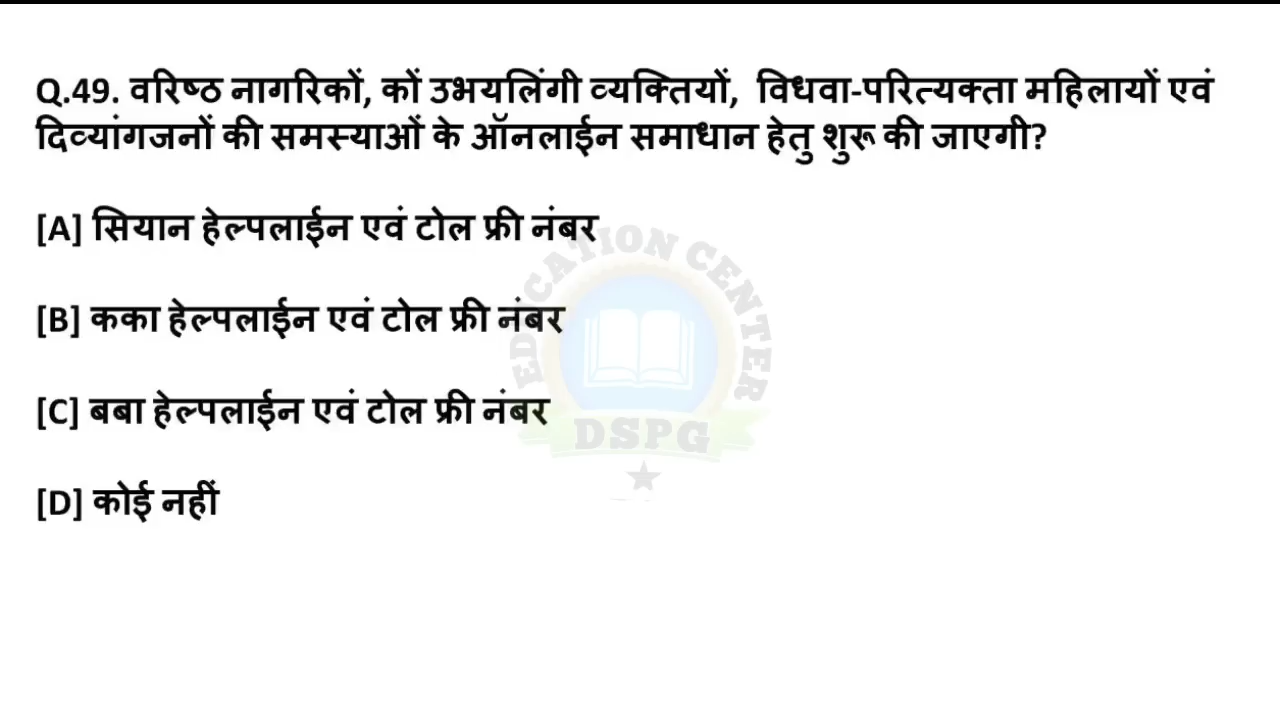 Q.49. वरिष्ठ नागरिकों, कों उभयलिंगी व्यक्तियों, विधवा-परित्यक्ता महिलायों एवं
दिव्यांगजनों की समस्याओं के ऑनलाईन समाधान हेतु शुरू की जाएगी?
[A] सियान हेल्पलाईन एवं टोल फ्री नंबर
[B] कका हेल्पलाईन एवं टोल फ्री नंबर
[C] बबा हेल्पलाईन एवं टोल फ्री नंबर
[D] कोई नहीं
EDUCATION CENTER
DSPG